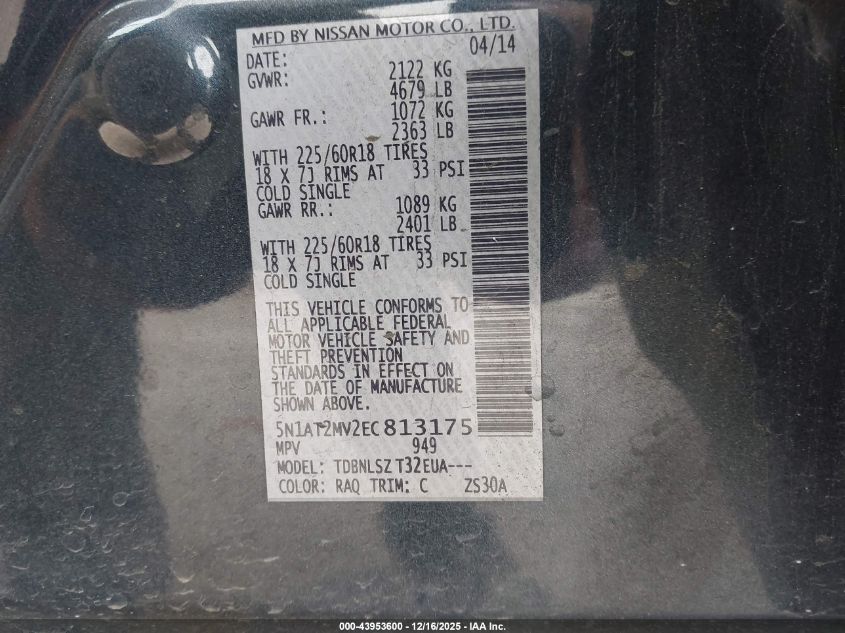 MFD BY NISSAN MOTOR CO., LTD.
DATE: 04/14
GVWR: 2122 KG
4679 LB
GAWR FR.: 1072 KG
2363 LB
WITH 225/60R18 TIRES
18 X 7J RIMS AT 33 PSI
COLD SINGLE
GAWR RR.: 1089 KG
2401 LB
WITH 225/60R18 TIRES
18 X 7J RIMS AT 33 PSI
COLD SINGLE
THIS VEHICLE CONFORMS TO
ALL APPLICABLE FEDERAL
MOTOR VEHICLE SAFETY AND
THEFT PREVENTION
STANDARDS IN EFFECT ON
THE DATE OF MANUFACTURE
SHOWN ABOVE.
5N1AT2MV2EC813175
MPV 949
MODEL: TDBNLSZ T32EUA---
COLOR: RAQ TRIM: C ZS30A
000-43953600 - 12/16/2025 - IAA Inc.